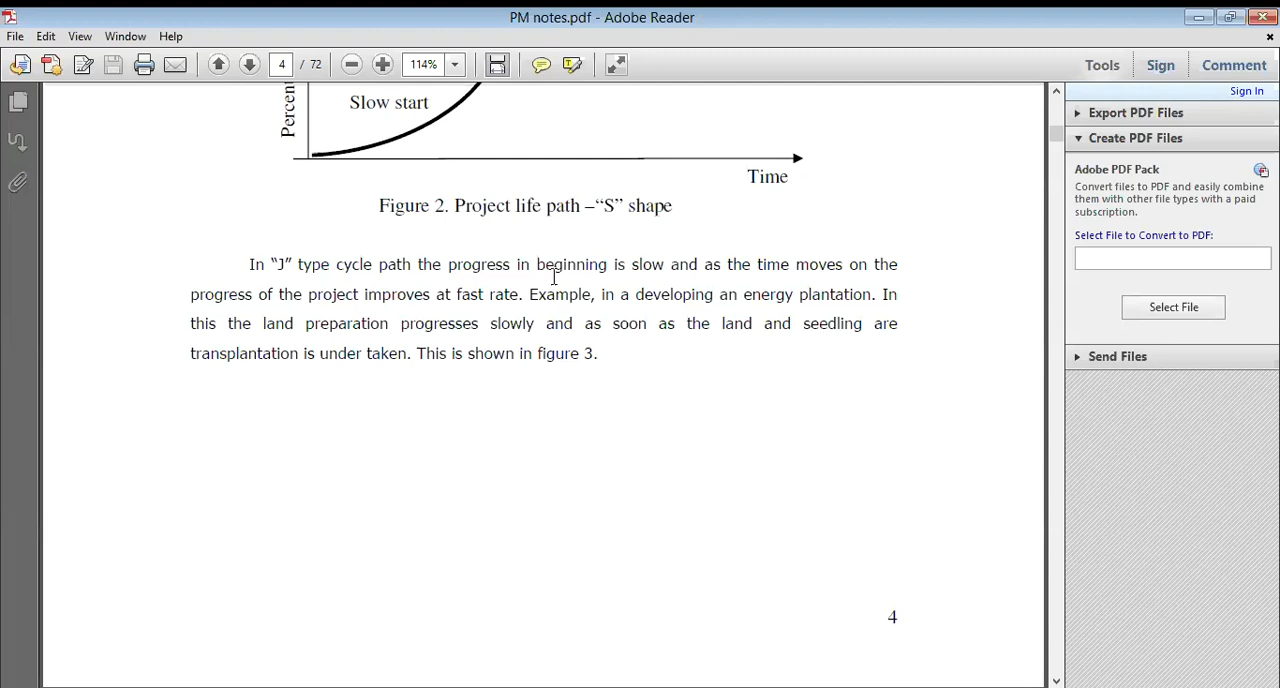 PM notes.pdf - Adobe Reader
File Edit View Window Help
4 / 72 114% Tools Sign Comment
Sign In
Export PDF Files
Create PDF Files
Adobe PDF Pack
Convert files to PDF and easily combine
them with other file types with a paid
subscription.
Select File to Convert to PDF:
Select File
Send Files
Percen
Slow start
Time
Figure 2. Project life path –“S” shape
In “J” type cycle path the progress in beginning is slow and as the time moves on the
progress of the project improves at fast rate. Example, in a developing an energy plantation. In
this the land preparation progresses slowly and as soon as the land and seedling are
transplantation is under taken. This is shown in figure 3.
4